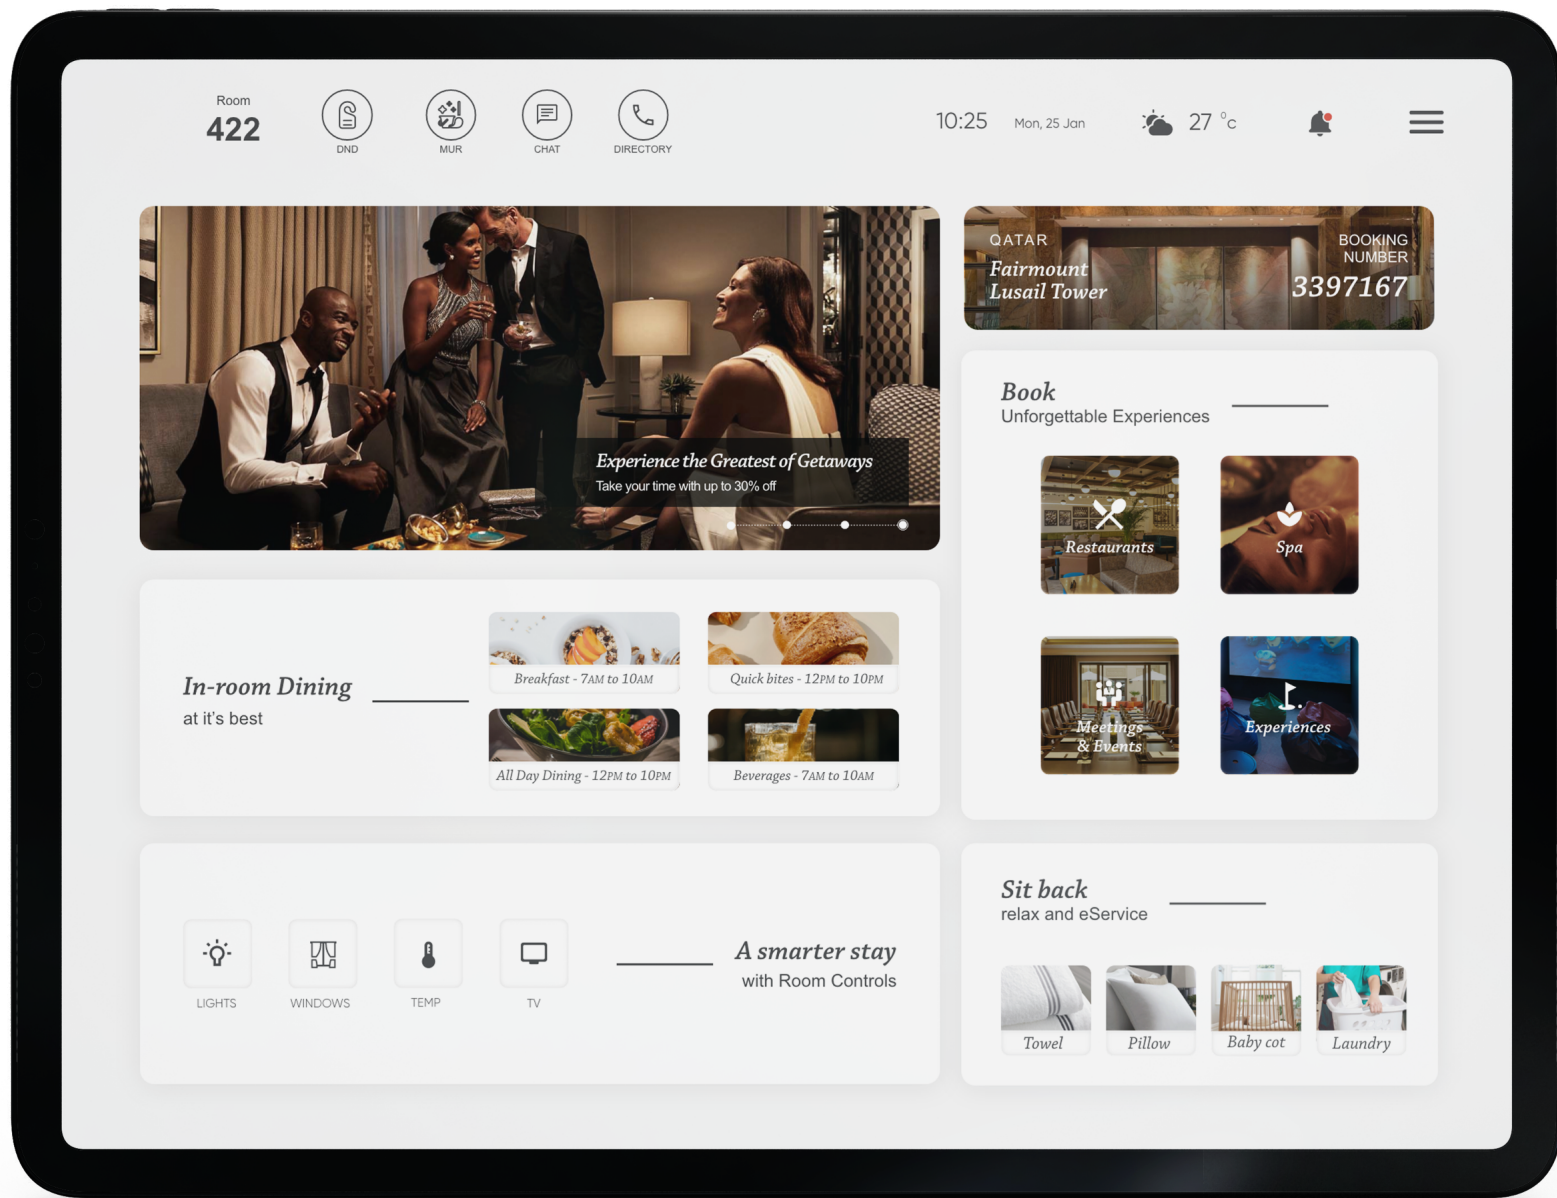 Room
422
DND
MUR
CHAT
DIRECTORY
10:25
Mon, 25 Jan
27 °c
Experience the Greatest of Getaways
Take your time with up to 30% off
QATAR
Fairmount
Lusail Tower
BOOKING
NUMBER
3397167
Book
Unforgettable Experiences
Restaurants
Spa
Meetings
& Events
Experiences
In-room Dining
at it's best
Breakfast - 7AM to 10AM
Quick bites - 12PM to 10PM
All Day Dining - 12PM to 10PM
Beverages - 7AM to 10AM
LIGHTS
WINDOWS
TEMP
TV
A smarter stay
with Room Controls
Sit back
relax and eService
Towel
Pillow
Baby cot
Laundry